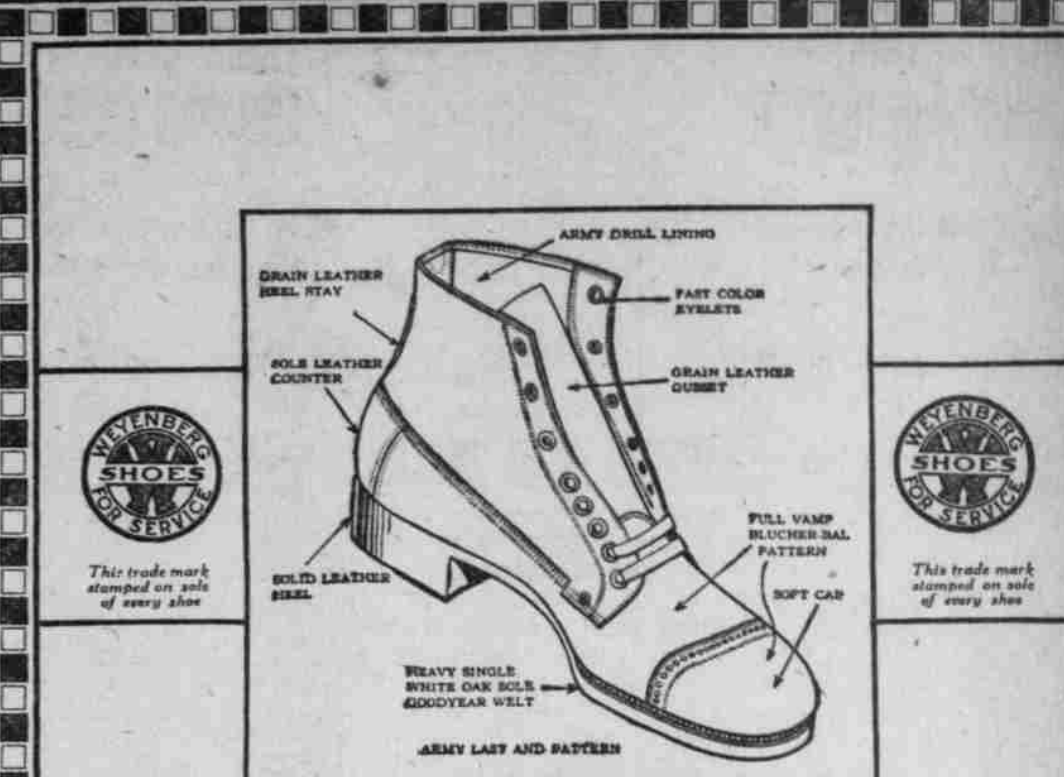 ARMY DRILL LINING
GRAIN LEATHER
HEEL STAY
FAST COLOR
EYELETS
SOLE LEATHER
COUNTER
GRAIN LEATHER
GUSSET
WEYENBERG
SHOES
FOR SERVICE
This trade mark
stamped on sole
of every shoe
WEYENBERG
SHOES
FOR SERVICE
This trade mark
stamped on sole
of every shoe
FULL VAMP
BLUCHER-BAL
PATTERN
SOLID LEATHER
HEEL
SOFT CAP
HEAVY SINGLE
WHITE OAK SOLE
GOODYEAR WELT
ARMY LAST AND PATTERN